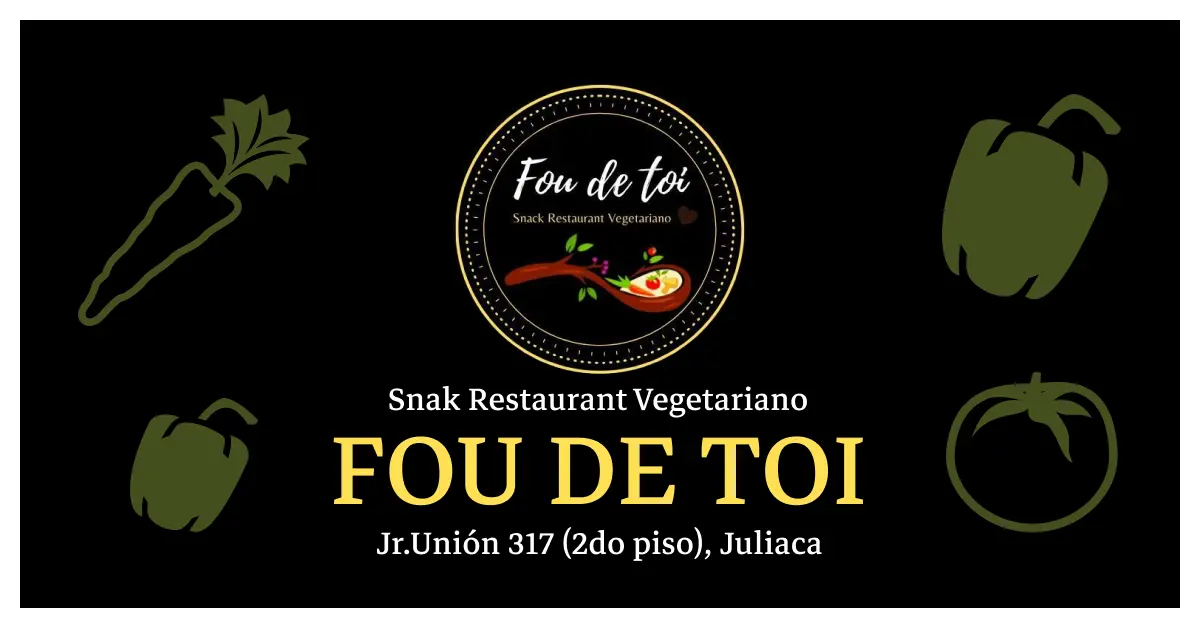 Fou de toi
Snack Restaurant Vegetariano
Snak Restaurant Vegetariano
FOU DE TOI
Jr.Unión 317 (2do piso), Juliaca